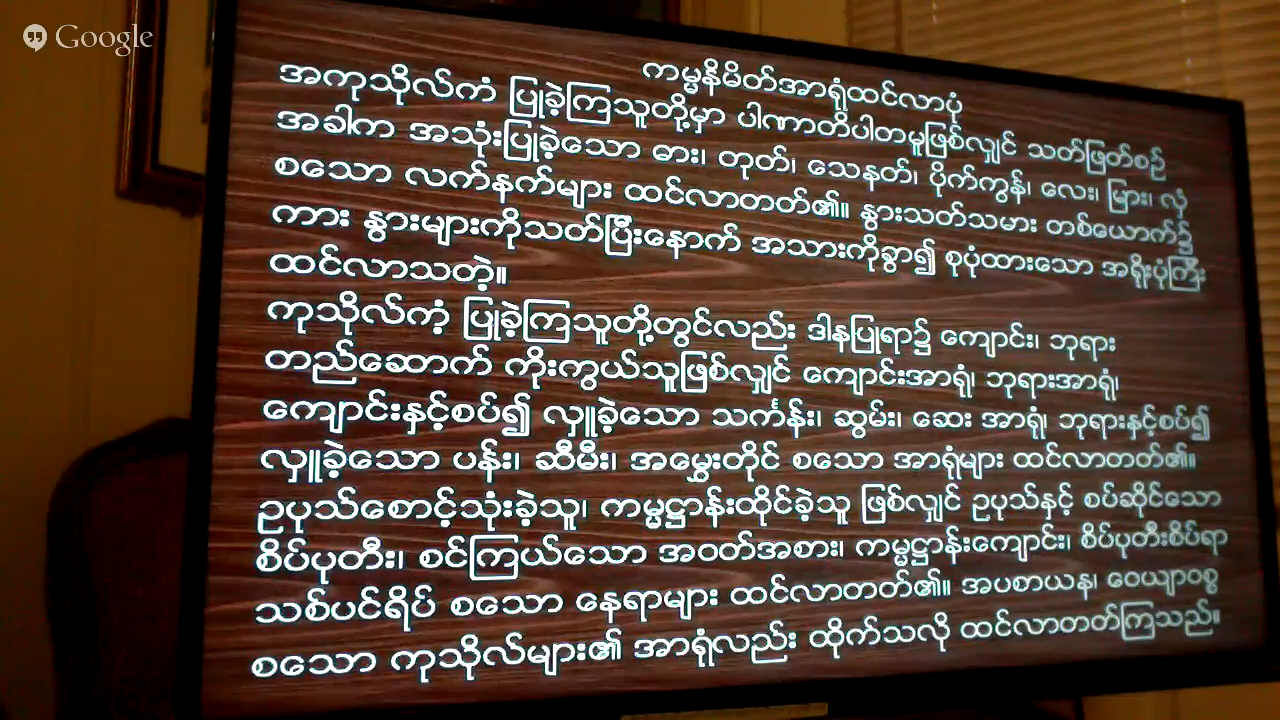 Google
ကမ္မနိမိတ်အာရုံထင်လာပုံ
အကုသိုလ်ကံ ပြုခဲ့ကြသူတို့မှာ ပါဏာတိပါတမှုဖြစ်လျှင် သတ်ဖြတ်စဉ်
အခါက အသုံးပြုခဲ့သော ဓား၊ တုတ်၊ သေနတ်၊ ပိုက်ကွန်၊ လေး၊ မြား၊ လှံ
စသော လက်နက်များ ထင်လာတတ်၏။ နွားသတ်သမား တစ်ယောက်၌
ကား နွားများကိုသတ်ပြီးနောက် အသားကိုခွာ၍ စုပုံထားသော အရိုးပုံကြီး
ထင်လာသတဲ့။
ကုသိုလ်ကံ့ ပြုခဲ့ကြသူတို့တွင်လည်း ဒါနပြုရာ၌ ကျောင်း၊ ဘုရား
တည်ဆောက် ကိုးကွယ်သူဖြစ်လျှင် ကျောင်းအာရုံ၊ ဘုရားအာရုံ၊
ကျောင်းနှင့်စပ်၍ လှူခဲ့သော သင်္ကန်း၊ ဆွမ်း၊ ဆေး အာရုံ၊ ဘုရားနှင့်စပ်၍
လှူခဲ့သော ပန်း၊ ဆီမီး၊ အမွှေးတိုင် စသော အာရုံများ ထင်လာတတ်၏။
ဥပုသ်စောင့်သုံးခဲ့သူ၊ ကမ္မဋ္ဌာန်းထိုင်ခဲ့သူ ဖြစ်လျှင် ဥပုသ်နှင့် စပ်ဆိုင်သော
စိပ်ပုတီး၊ စင်ကြယ်သော အဝတ်အစား၊ ကမ္မဋ္ဌာန်းကျောင်း၊ စိပ်ပုတီးစိပ်ရာ
သစ်ပင်ရိပ် စသော နေရာများ ထင်လာတတ်၏။ အပစာယန၊ ဝေယျာဝစ္စ
စသော ကုသိုလ်များ၏ အာရုံလည်း ထိုက်သလို ထင်လာတတ်ကြသည်။